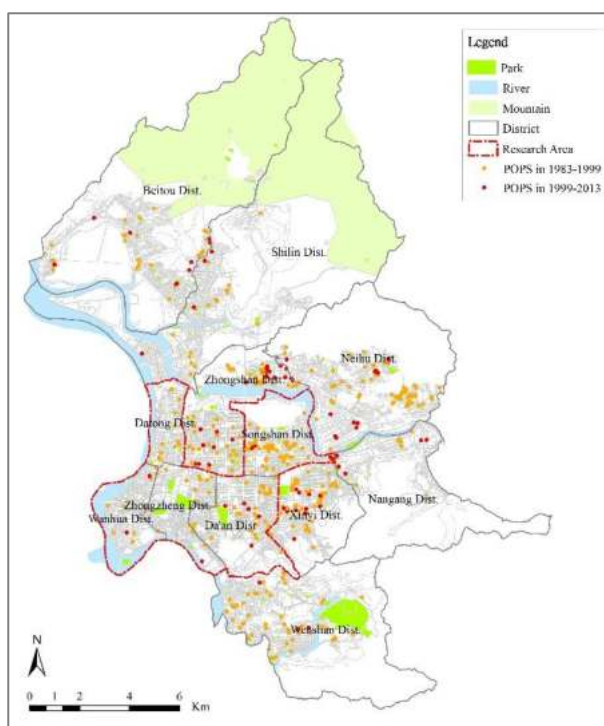 Legend
Park
River
Mountain
District
Research Area
POPS in 1983-1999
POPS in 1999-2013
Beitou Dist.
Shilin Dist.
Neihu Dist.
Zhongshan Dist.
Datong Dist.
Songshan Dist.
Nangang Dist.
Zhongzheng Dist.
Wanhua Dist.
Da'an Dist
Xinyi Dist.
Wenshan Dist.
N
0 1 2 4 6
Km